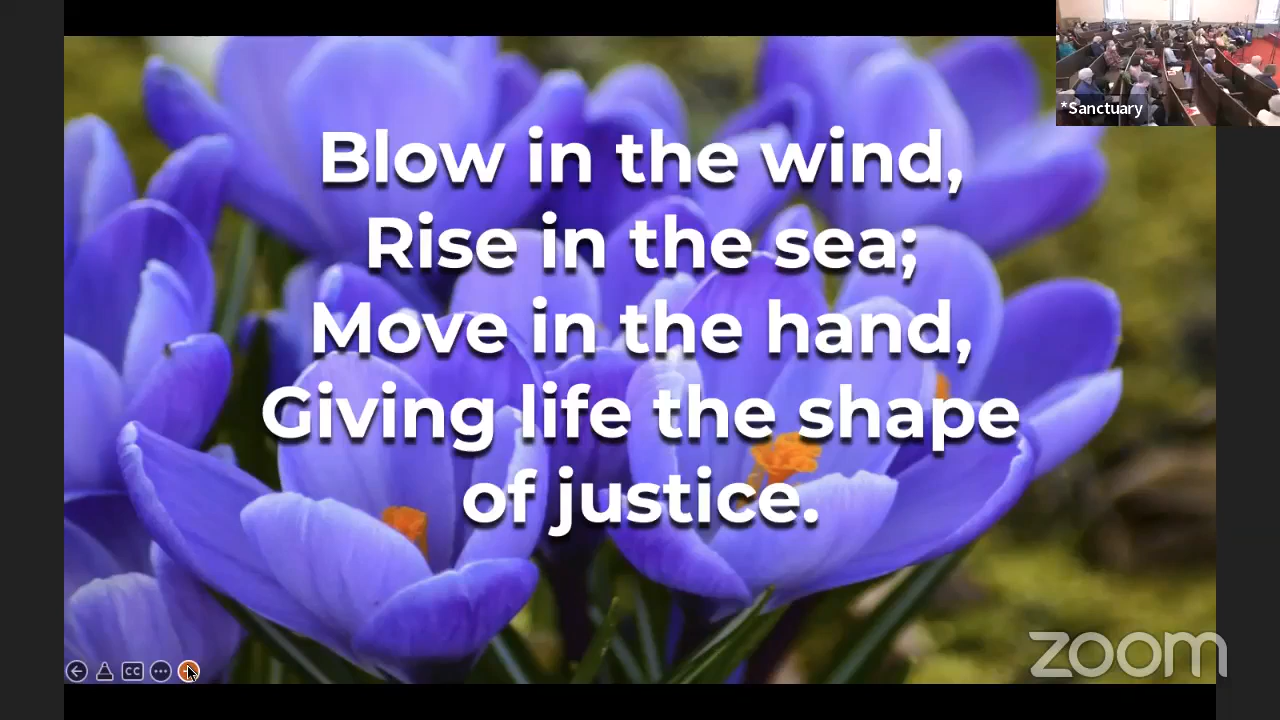 *Sanctuary
Blow in the wind,
Rise in the sea;
Move in the hand,
Giving life the shape
of justice.
CC
zoom